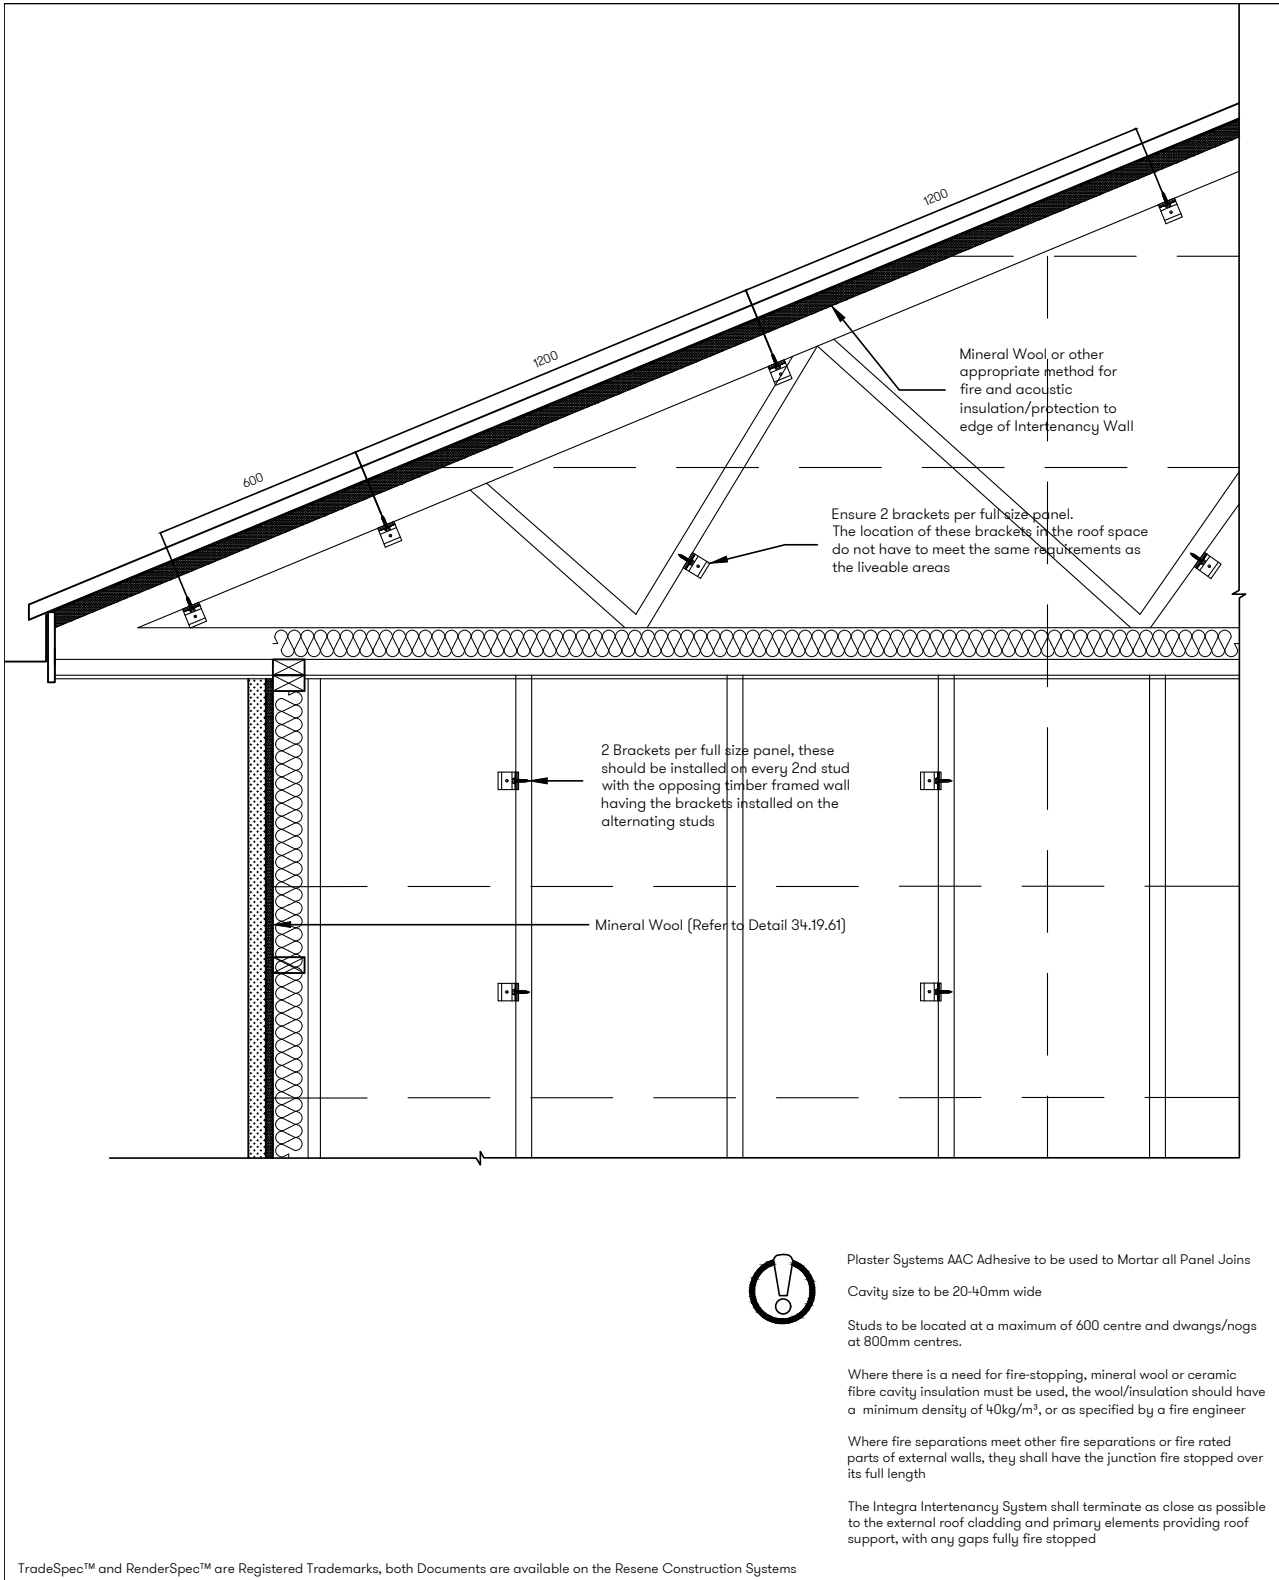 1200
1200
600
Mineral Wool or other
appropriate method for
fire and acoustic
insulation/protection to
edge of Intertenancy Wall
Ensure 2 brackets per full size panel.
The location of these brackets in the roof space
do not have to meet the same requirements as
the liveable areas
2 Brackets per full size panel, these
should be installed on every 2nd stud
with the opposing timber framed wall
having the brackets installed on the
alternating studs
Mineral Wool (Refer to Detail 34.19.61)
Plaster Systems AAC Adhesive to be used to Mortar all Panel Joins
Cavity size to be 20-40mm wide
Studs to be located at a maximum of 600 centre and dwangs/nogs
at 800mm centres.
Where there is a need for fire-stopping, mineral wool or ceramic
fibre cavity insulation must be used, the wool/insulation should have
a minimum density of 40kg/m³, or as specified by a fire engineer
Where fire separations meet other fire separations or fire rated
parts of external walls, they shall have the junction fire stopped over
its full length
The Integra Intertenancy System shall terminate as close as possible
to the external roof cladding and primary elements providing roof
support, with any gaps fully fire stopped
TradeSpec™ and RenderSpec™ are Registered Trademarks, both Documents are available on the Resene Construction Systems